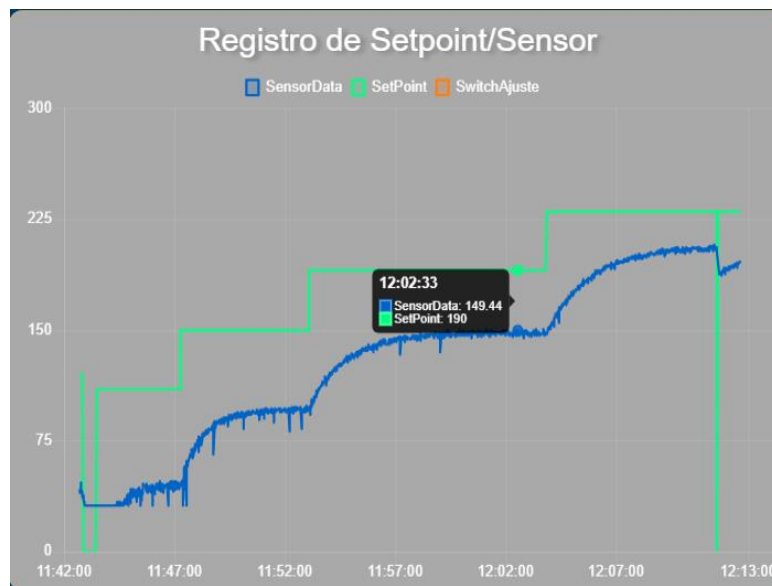 Registro de Setpoint/Sensor
SensorData SetPoint SwitchAjuste
300
225
150
75
0
12:02:33
SensorData: 149.44
SetPoint: 190
11:42:00 11:47:00 11:52:00 11:57:00 12:02:00 12:07:00 12:13:00